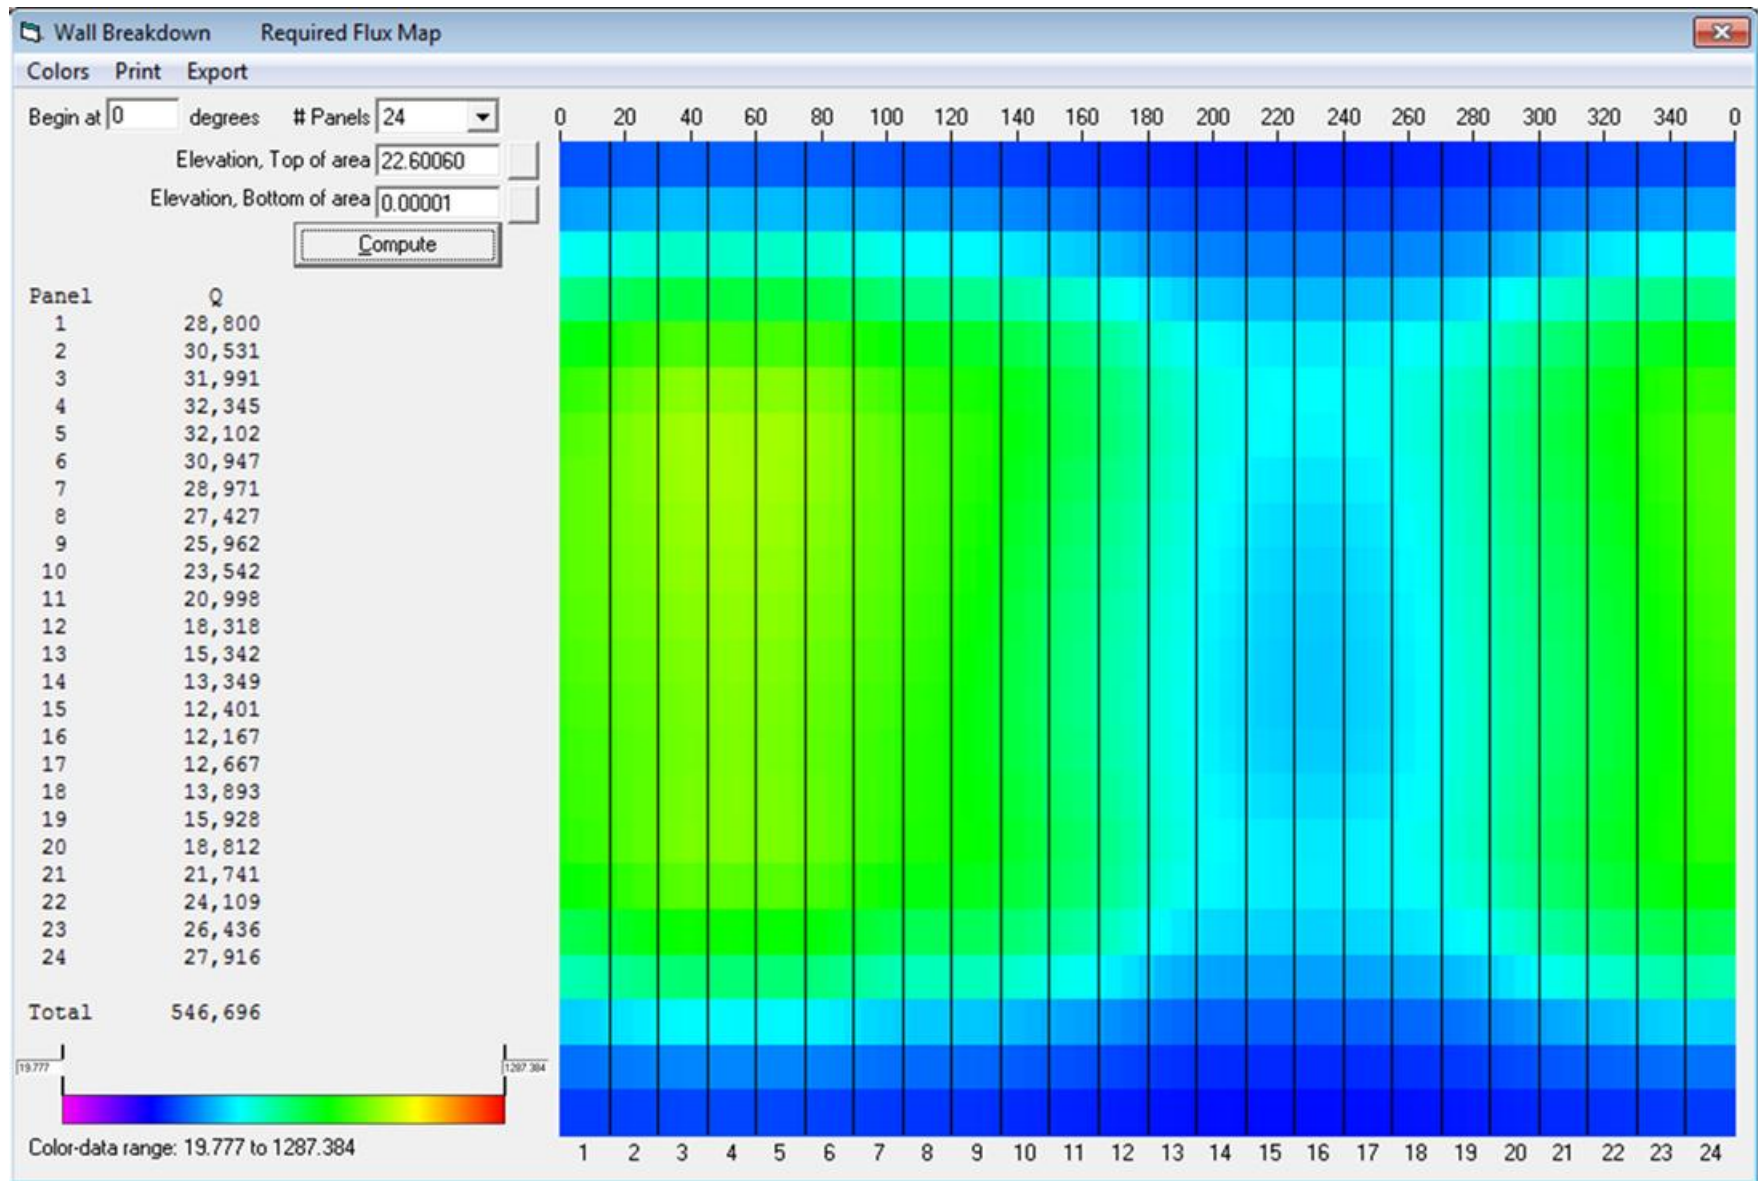 Wall Breakdown Required Flux Map
Colors Print Export
Begin at 0 degrees # Panels 24
Elevation, Top of area 22.60060
Elevation, Bottom of area 0.00001
Compute
Panel Q
1 28,800
2 30,531
3 31,991
4 32,345
5 32,102
6 30,947
7 28,971
8 27,427
9 25,962
10 23,542
11 20,998
12 18,318
13 15,342
14 13,349
15 12,401
16 12,167
17 12,667
18 13,893
19 15,928
20 18,812
21 21,741
22 24,109
23 26,436
24 27,916
Total 546,696
19.777 1287.384
Color-data range: 19.777 to 1287.384
0 20 40 60 80 100 120 140 160 180 200 220 240 260 280 300 320 340 0
1 2 3 4 5 6 7 8 9 10 11 12 13 14 15 16 17 18 19 20 21 22 23 24